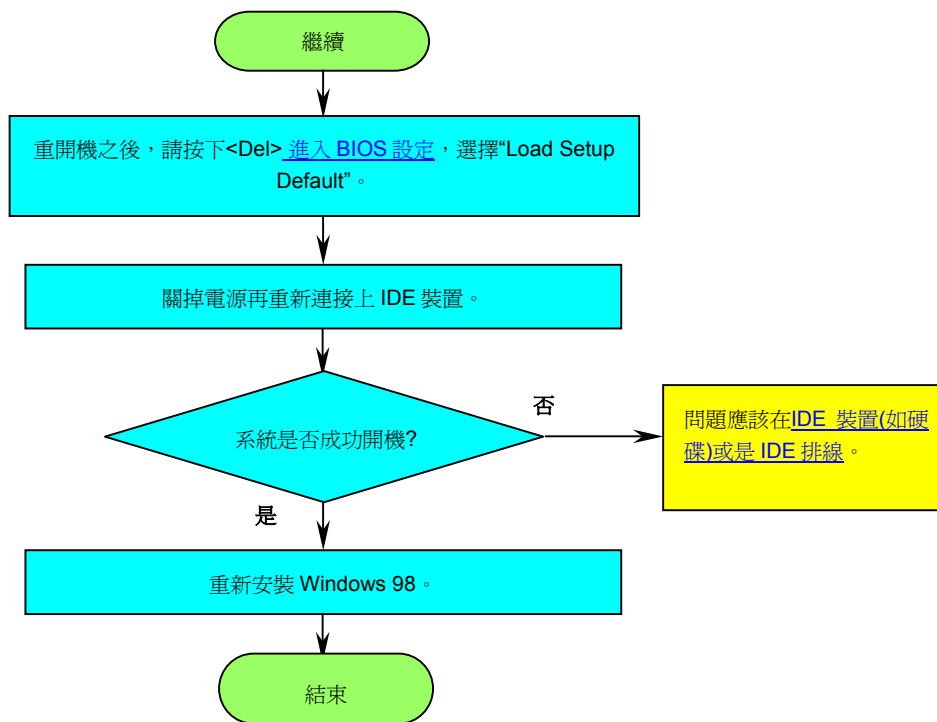 繼續
重開機之後，請按下<Del> 進入 BIOS 設定，選擇“Load Setup
Default”。
關掉電源再重新連接上 IDE 裝置。
系統是否成功開機?
否
問題應該在IDE 裝置(如硬
碟)或是 IDE 排線。
是
重新安裝 Windows 98。
結束